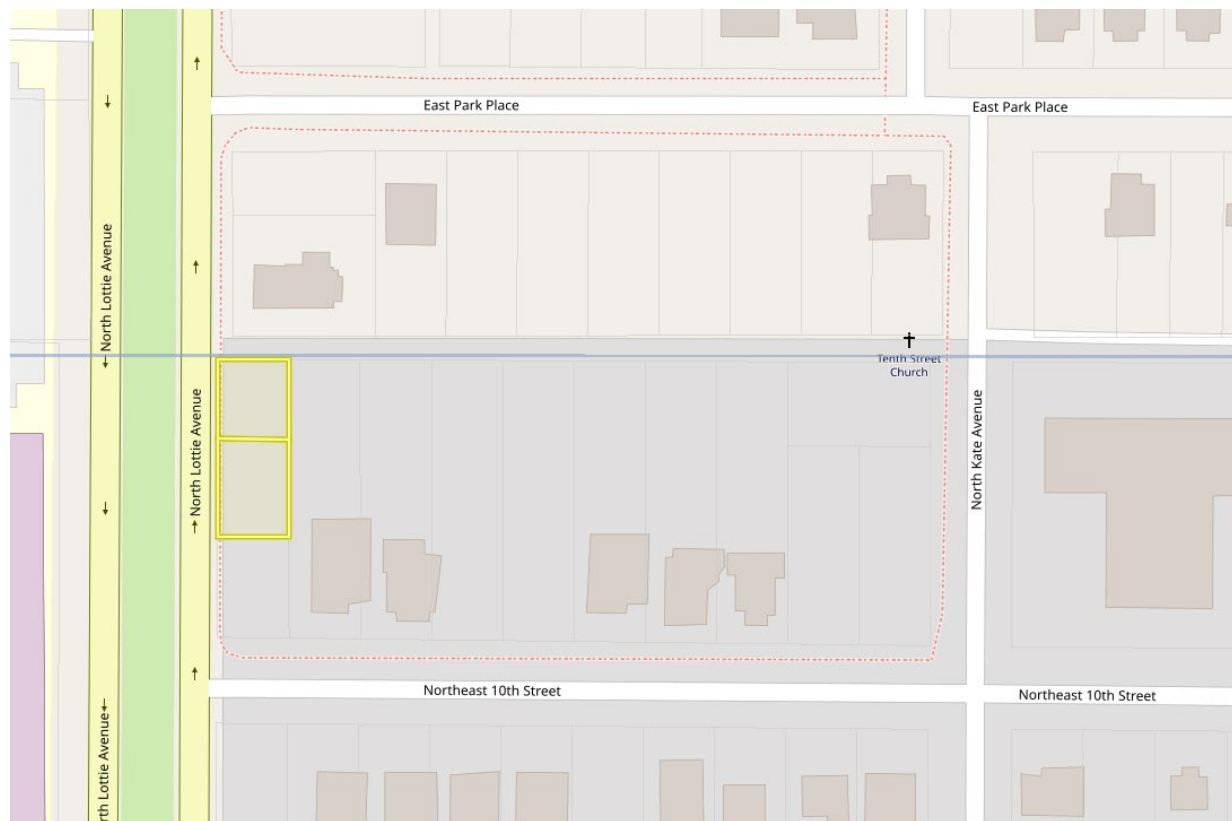 East Park Place
East Park Place
North Lottie Avenue
North Lottie Avenue
Tenth Street
Church
North Kate Avenue
Northeast 10th Street
Northeast 10th Street
rth Lottie Avenue